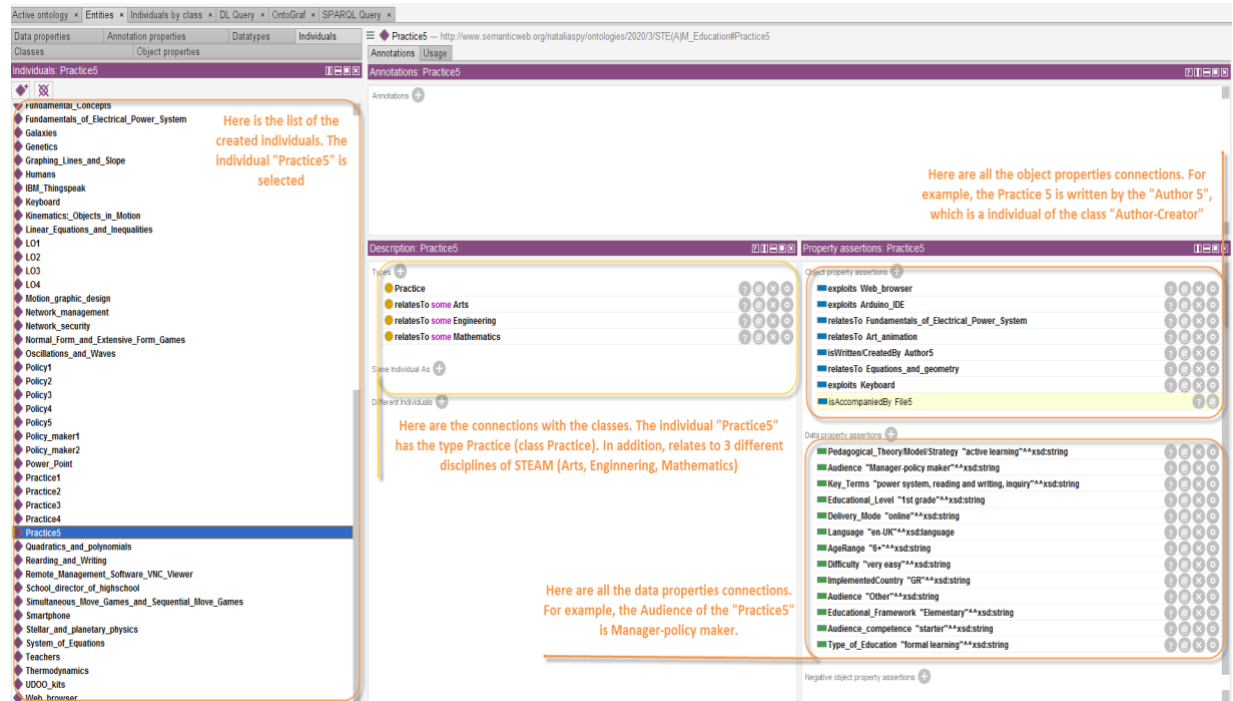 Active ontology × Entities × Individuals by class × DL Query × OntoGraf × SPARQL Query ×
Data properties Annotation properties Datatypes Individuals
Classes Object properties
Individuals: Practice5
Fundamental_Concepts
Fundamentals_of_Electrical_Power_System
Galaxies
Genetics
Graphing_Lines_and_Slope
Humans
IBM_Thingspeak
Keyboard
Kinematics:_Objects_in_Motion
Linear_Equations_and_Inequalities
LO1
LO2
LO3
LO4
Motion_graphic_design
Network_management
Network_security
Normal_Form_and_Extensive_Form_Games
Oscillations_and_Waves
Policy1
Policy2
Policy3
Policy4
Policy5
Policy_maker1
Policy_maker2
Power_Point
Practice1
Practice2
Practice3
Practice4
Practice5
Quadratics_and_polynomials
Rearding_and_Writing
Remote_Management_Software_VNC_Viewer
School_director_of_highschool
Simultaneous_Move_Games_and_Sequential_Move_Games
Smartphone
Stellar_and_planetary_physics
System_of_Equations
Teachers
Thermodynamics
UDOO_kits
Web_browser
Here is the list of the
created individuals. The
individual "Practice5" is
selected
Practice5 — http://www.semanticweb.org/nataliaspy/ontologies/2020/3/STE(A)M_Education#Practice5
Annotations Usage
Annotations: Practice5
Annotations
Here are all the object properties connections. For
example, the Practice 5 is written by the "Author 5",
which is a individual of the class "Author-Creator"
Description: Practice5
Types
Practice
relatesTo some Arts
relatesTo some Engineering
relatesTo some Mathematics
Same Individual As
Different Individuals
Here are the connections with the classes. The individual "Practice5"
has the type Practice (class Practice). In addition, relates to 3 different
disciplines of STEAM (Arts, Enginnering, Mathematics)
Here are all the data properties connections.
For example, the Audience of the "Practice5"
is Manager-policy maker.
Property assertions: Practice5
Object property assertions
exploits Web_browser
exploits Arduino_IDE
relatesTo Fundamentals_of_Electrical_Power_System
relatesTo Art_animation
isWritten/CreatedBy Author5
relatesTo Equations_and_geometry
exploits Keyboard
isAccompaniedBy File5
Data property assertions
Pedagogical_Theory/Model/Strategy "active learning"^^xsd:string
Audience "Manager-policy maker"^^xsd:string
Key_Terms "power system, reading and writing, inquiry"^^xsd:string
Educational_Level "1st grade"^^xsd:string
Delivery_Mode "online"^^xsd:string
Language "en-UK"^^xsd:language
AgeRange "6+"^^xsd:string
Difficulty "very easy"^^xsd:string
ImplementedCountry "GR"^^xsd:string
Audience "Other"^^xsd:string
Educational_Framework "Elementary"^^xsd:string
Audience_competence "starter"^^xsd:string
Type_of_Education "formal learning"^^xsd:string
Negative object property assertions